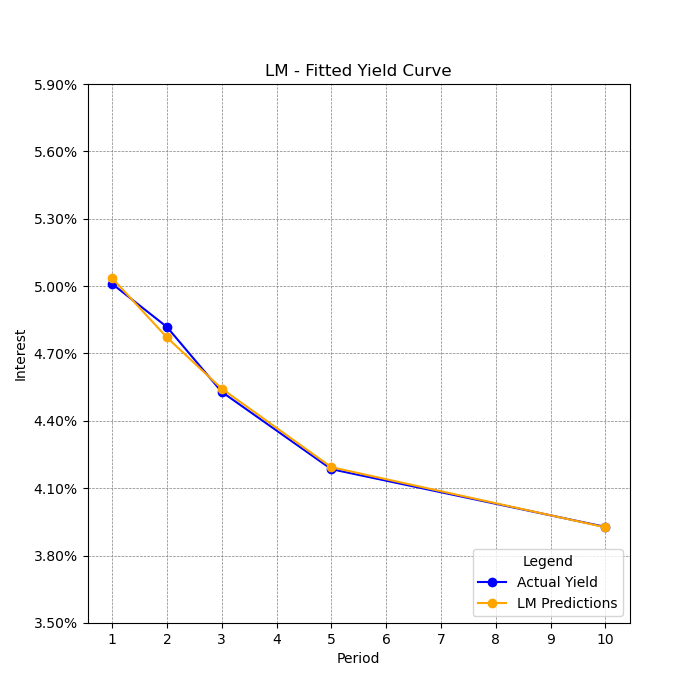 LM - Fitted Yield Curve
5.90%
5.60%
5.30%
5.00%
4.70%
4.40%
4.10%
3.80%
3.50%
Interest
Legend
Actual Yield
LM Predictions
1 2 3 4 5 6 7 8 9 10
Period